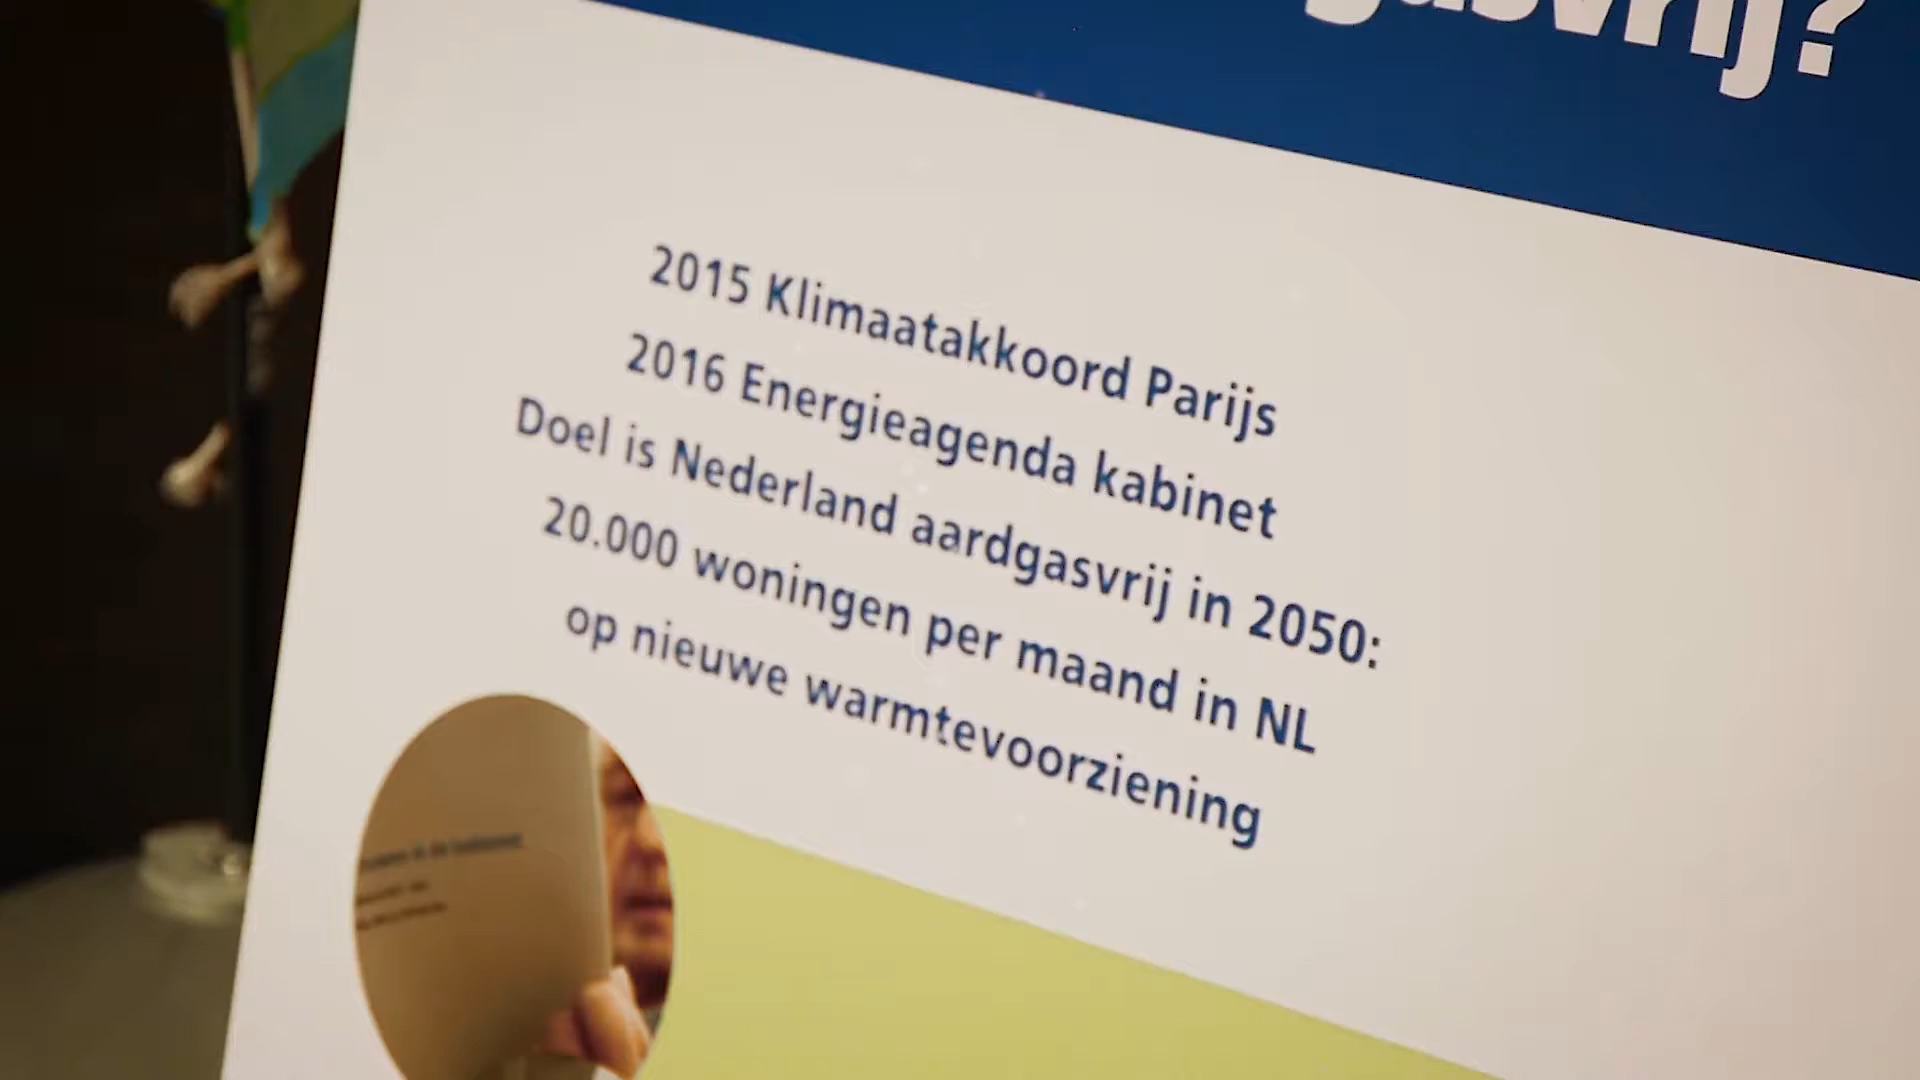 gasvrij?
2015 Klimaatakkoord Parijs
2016 Energieagenda kabinet
Doel is Nederland aardgasvrij in 2050:
20.000 woningen per maand in NL
op nieuwe warmtevoorziening